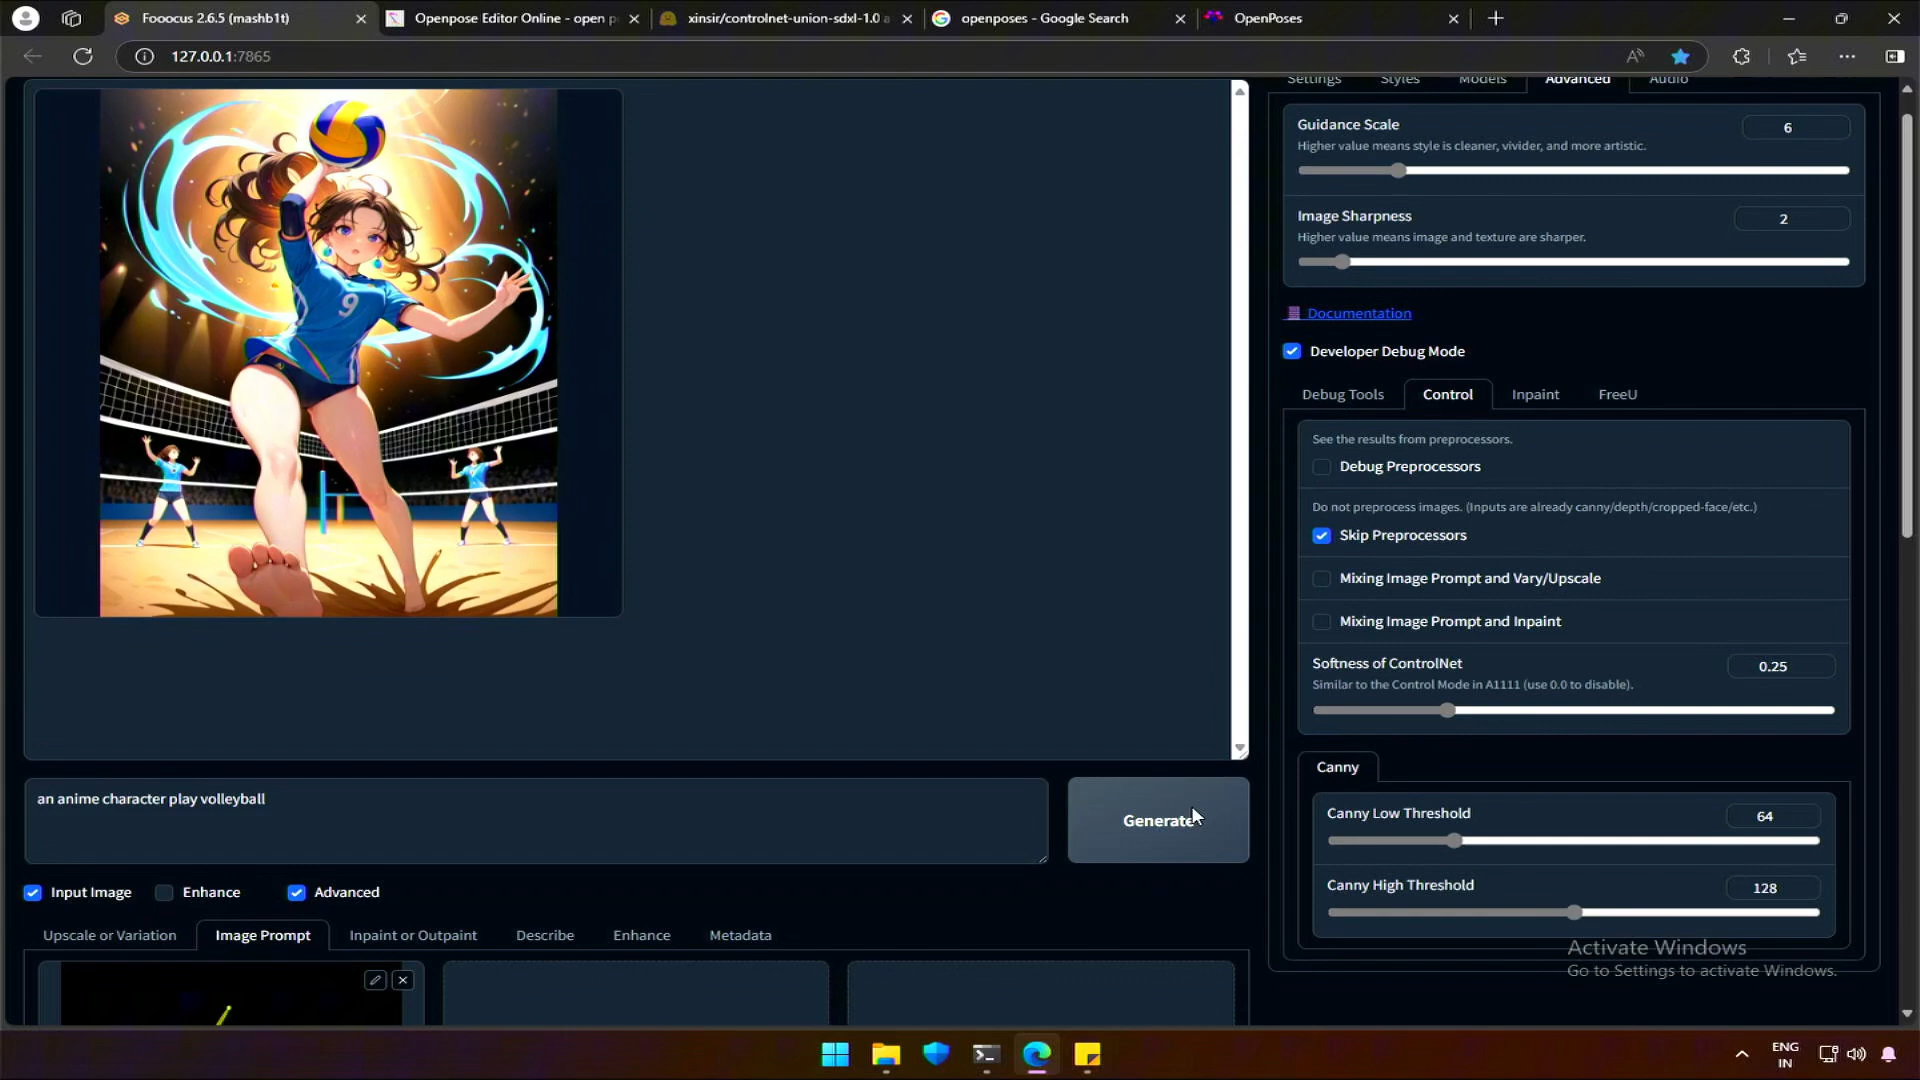 Fooocus 2.6.5 (mashb1t)
Openpose Editor Online - open p
xinsir/controlnet-union-sdxl-1.0 a
openposes - Google Search
OpenPoses
127.0.0.1:7865
Settings
Styles
Models
Advanced
Audio
Guidance Scale
6
Higher value means style is cleaner, vivider, and more artistic.
Image Sharpness
2
Higher value means image and texture are sharper.
Documentation
Developer Debug Mode
Debug Tools
Control
Inpaint
FreeU
See the results from preprocessors.
Debug Preprocessors
Do not preprocess images. (Inputs are already canny/depth/cropped-face/etc.)
Skip Preprocessors
Mixing Image Prompt and Vary/Upscale
Mixing Image Prompt and Inpaint
Softness of ControlNet
0.25
Similar to the Control Mode in A1111 (use 0.0 to disable).
Canny
Canny Low Threshold
64
Canny High Threshold
128
9
an anime character play volleyball
Generate
Input Image
Enhance
Advanced
Upscale or Variation
Image Prompt
Inpaint or Outpaint
Describe
Enhance
Metadata
Activate Windows
Go to Settings to activate Windows.
ENG
IN